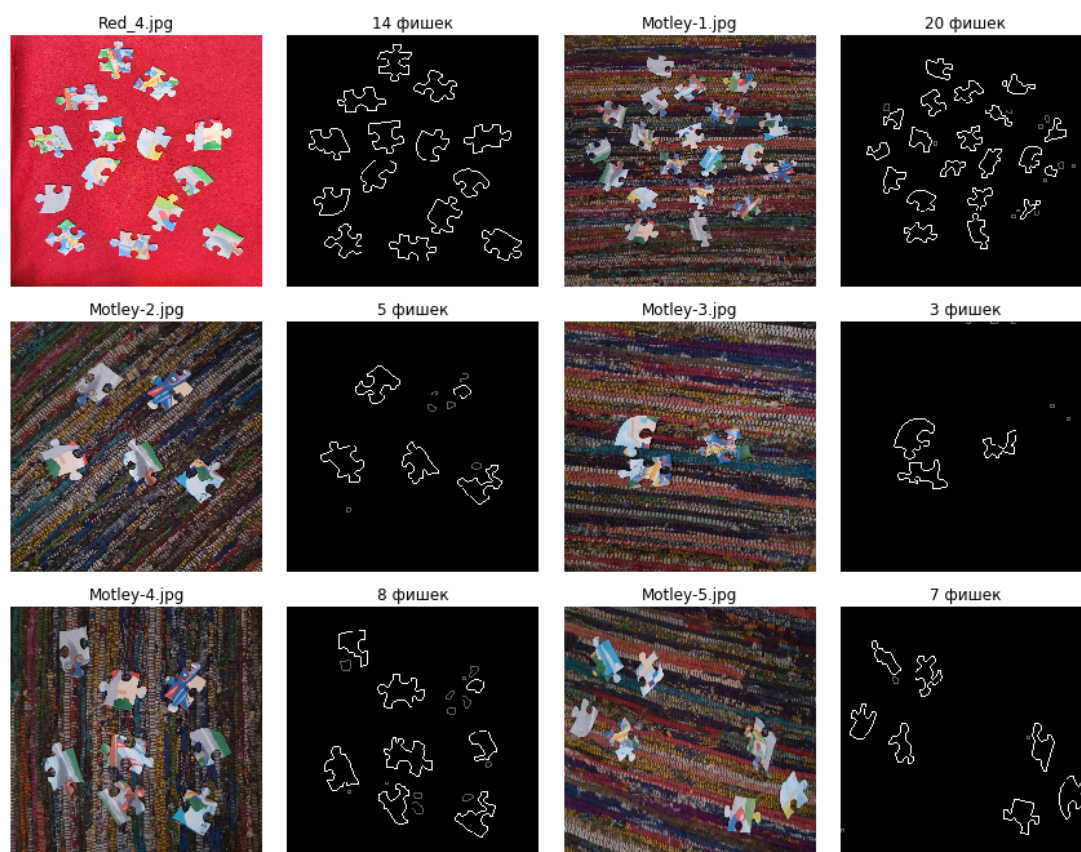 Red_4.jpg
14 фишек
Motley-1.jpg
20 фишек
Motley-2.jpg
5 фишек
Motley-3.jpg
3 фишек
Motley-4.jpg
8 фишек
Motley-5.jpg
7 фишек